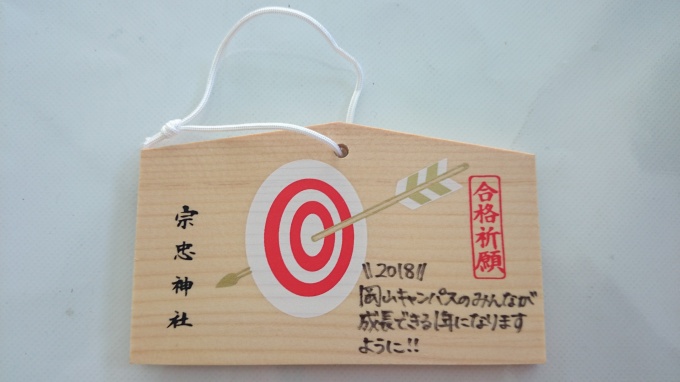 合格祈願
宗忠神社
\\2018//
岡山キャンパスのみんなが
成長できる1年になります
ように!!